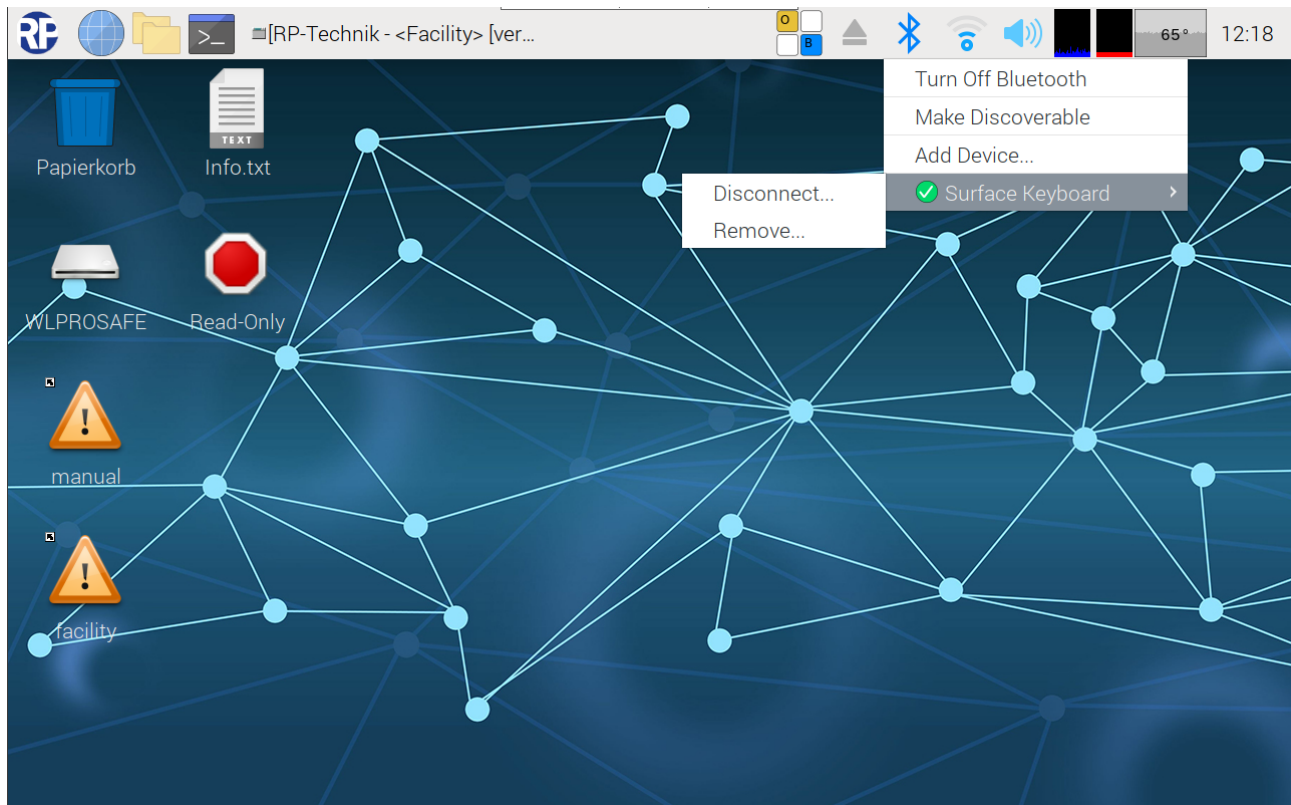 RP
>_
[RP-Technik - <Facility> [ver...
O
B
65°
12:18
Turn Off Bluetooth
Make Discoverable
Add Device...
Surface Keyboard
Disconnect...
Remove...
Papierkorb
TEXT
Info.txt
WLPROSAFE
Read-Only
manual
facility